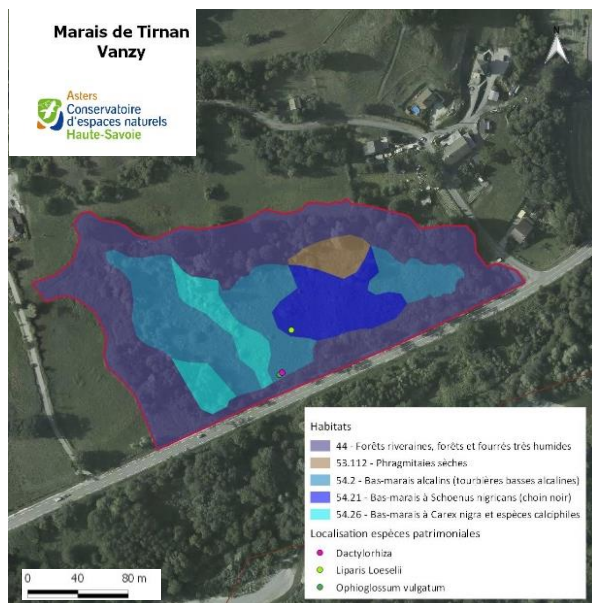 Marais de Tirnan
Vanzy
Asters
Conservatoire
d'espaces naturels
Haute-Savoie
N
Habitats
44 - Forêts riveraines, forêts et fourrés très humides
53.112 - Phragmitaies sèches
54.2 - Bas-marais alcalins (tourbières basses alcalines)
54.21 - Bas-marais à Schoenus nigricans (choin noir)
54.26 - Bas-marais à Carex nigra et espèces calciphiles
Localisation espèces patrimoniales
Dactylorhiza
Liparis Loeselii
Ophioglossum vulgatum
0 40 80 m